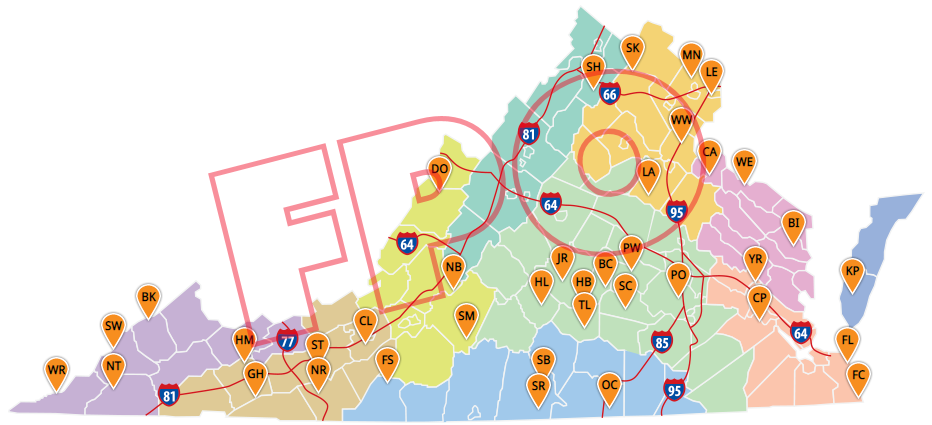 SK
MN
SH
LE
66
WW
81
CA
WE
DO
LA
64
95
BI
64
PW
JR
BC
YR
NB
KP
PO
HL
HB
SC
BK
CP
TL
SM
CL
SW
64
HM
77
ST
85
FL
SB
FS
WR
NT
GH
NR
FC
81
SR
OC
95
FPO